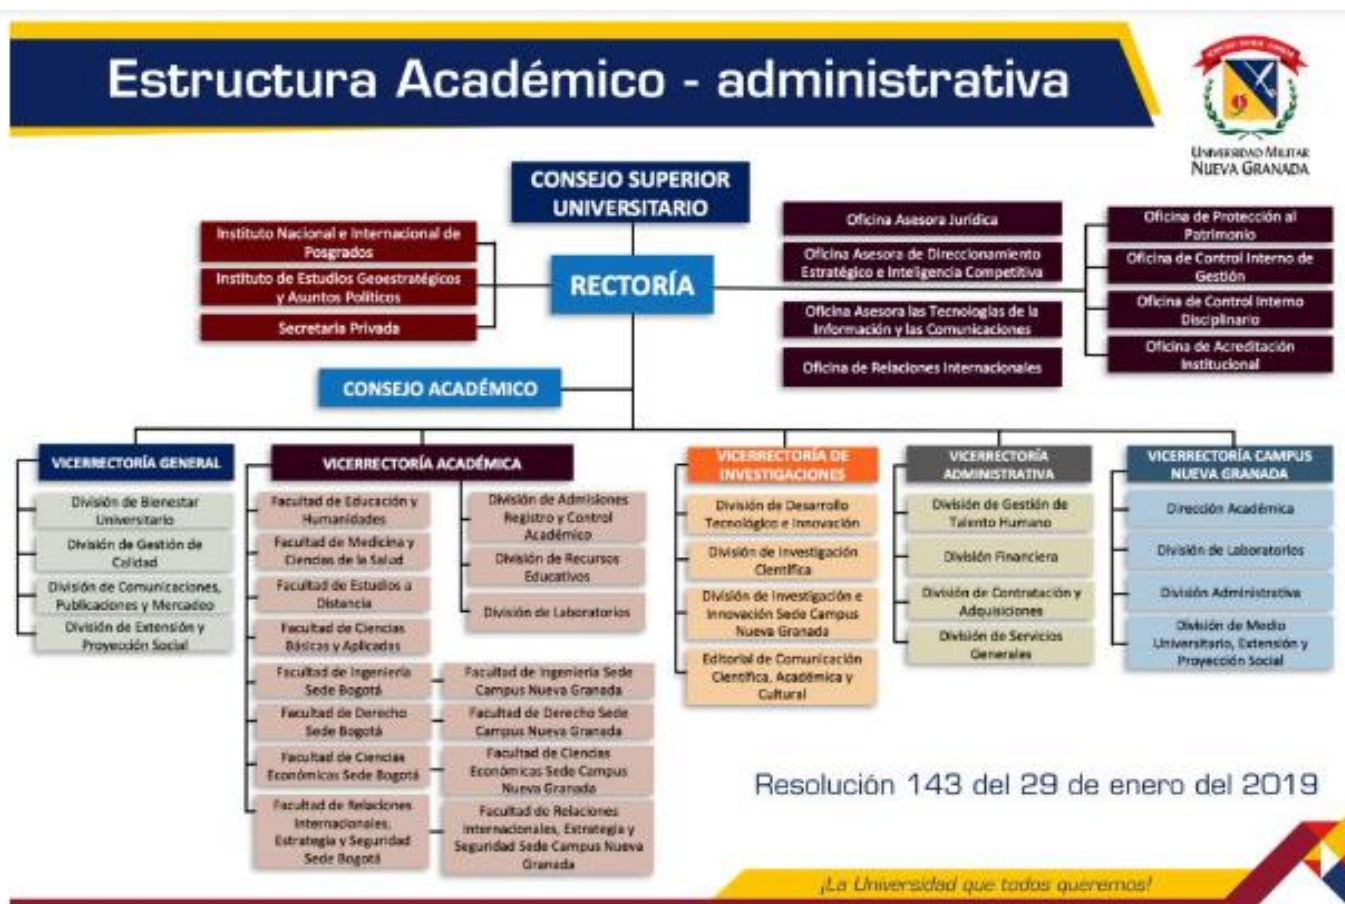 Estructura Académico - administrativa
UNIVERSIDAD MILITAR
NUEVA GRANADA
CONSEJO SUPERIOR
UNIVERSITARIO
Instituto Nacional e Internacional de
Posgrados
Instituto de Estudios Geoestratégicos
y Asuntos Políticos
Secretaria Privada
RECTORÍA
Oficina Asesora Jurídica
Oficina Asesora de Direccionamiento
Estratégico e Inteligencia Competitiva
Oficina Asesora las Tecnologías de la
Información y las Comunicaciones
Oficina de Relaciones Internacionales
Oficina de Protección al
Patrimonio
Oficina de Control Interno de
Gestión
Oficina de Control Interno
Disciplinario
Oficina de Acreditación
Institucional
CONSEJO ACADÉMICO
VICERRECTORÍA GENERAL
División de Bienestar
Universitario
División de Gestión de
Calidad
División de Comunicaciones,
Publicaciones y Mercadeo
División de Extensión y
Proyección Social
VICERRECTORÍA ACADÉMICA
Facultad de Educación y
Humanidades
Facultad de Medicina y
Ciencias de la Salud
Facultad de Estudios a
Distancia
Facultad de Ciencias
Básicas y Aplicadas
Facultad de Ingeniería
Sede Bogotá
Facultad de Derecho
Sede Bogotá
Facultad de Ciencias
Económicas Sede Bogotá
Facultad de Relaciones
Internacionales,
Estrategia y Seguridad
Sede Bogotá
División de Admisiones
Registro y Control
Académico
División de Recursos
Educativos
División de Laboratorios
Facultad de Ingeniería Sede
Campus Nueva Granada
Facultad de Derecho Sede
Campus Nueva Granada
Facultad de Ciencias
Económicas Sede Campus
Nueva Granada
Facultad de Relaciones
Internacionales, Estrategia y
Seguridad Sede Campus Nueva
Granada
VICERRECTORÍA DE
INVESTIGACIONES
División de Desarrollo
Tecnológico e Innovación
División de Investigación
Científica
División de Investigación e
Innovación Sede Campus
Nueva Granada
Editorial de Comunicación
Científica, Académica y
Cultural
VICERRECTORÍA
ADMINISTRATIVA
División de Gestión de
Talento Humano
División Financiera
División de Contratación y
Adquisiciones
División de Servicios
Generales
VICERRECTORÍA CAMPUS
NUEVA GRANADA
Dirección Académica
División de Laboratorios
División Administrativa
División de Medio
Universitario, Extensión y
Proyección Social
Resolución 143 del 29 de enero del 2019
¡La Universidad que todos queremos!